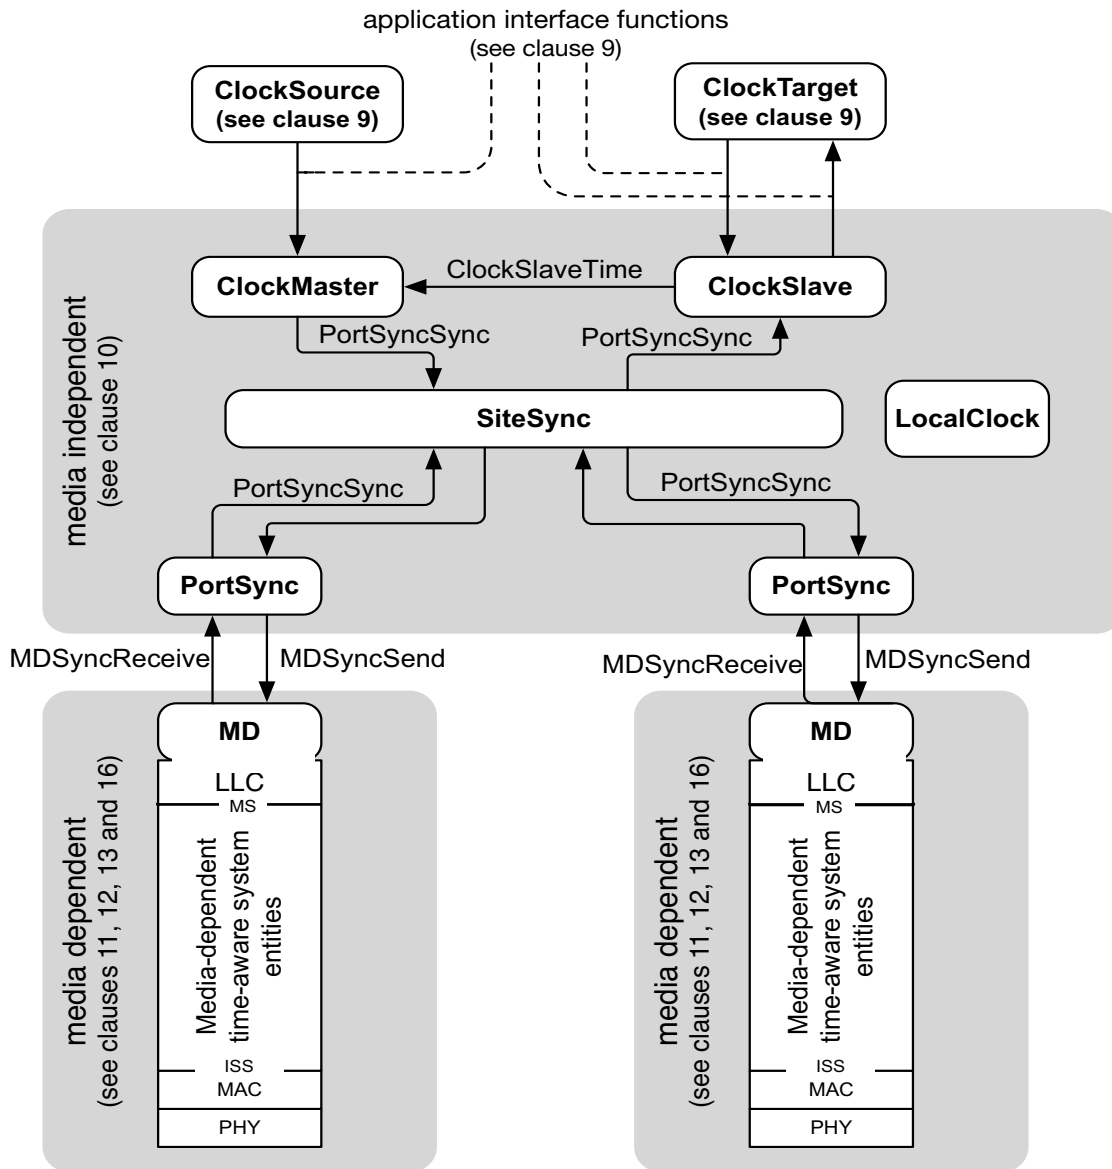 application interface functions
(see clause 9)
ClockSource
(see clause 9)
ClockTarget
(see clause 9)
media independent
(see clause 10)
ClockMaster
ClockSlaveTime
ClockSlave
PortSyncSync
PortSyncSync
SiteSync
LocalClock
PortSyncSync
PortSyncSync
PortSync
PortSync
MDSyncReceive
MDSyncSend
MDSyncReceive
MDSyncSend
media dependent
(see clauses 11, 12, 13 and 16)
MD
LLC
MS
Media-dependent
time-aware system
entities
ISS
MAC
PHY
media dependent
(see clauses 11, 12, 13 and 16)
MD
LLC
MS
Media-dependent
time-aware system
entities
ISS
MAC
PHY